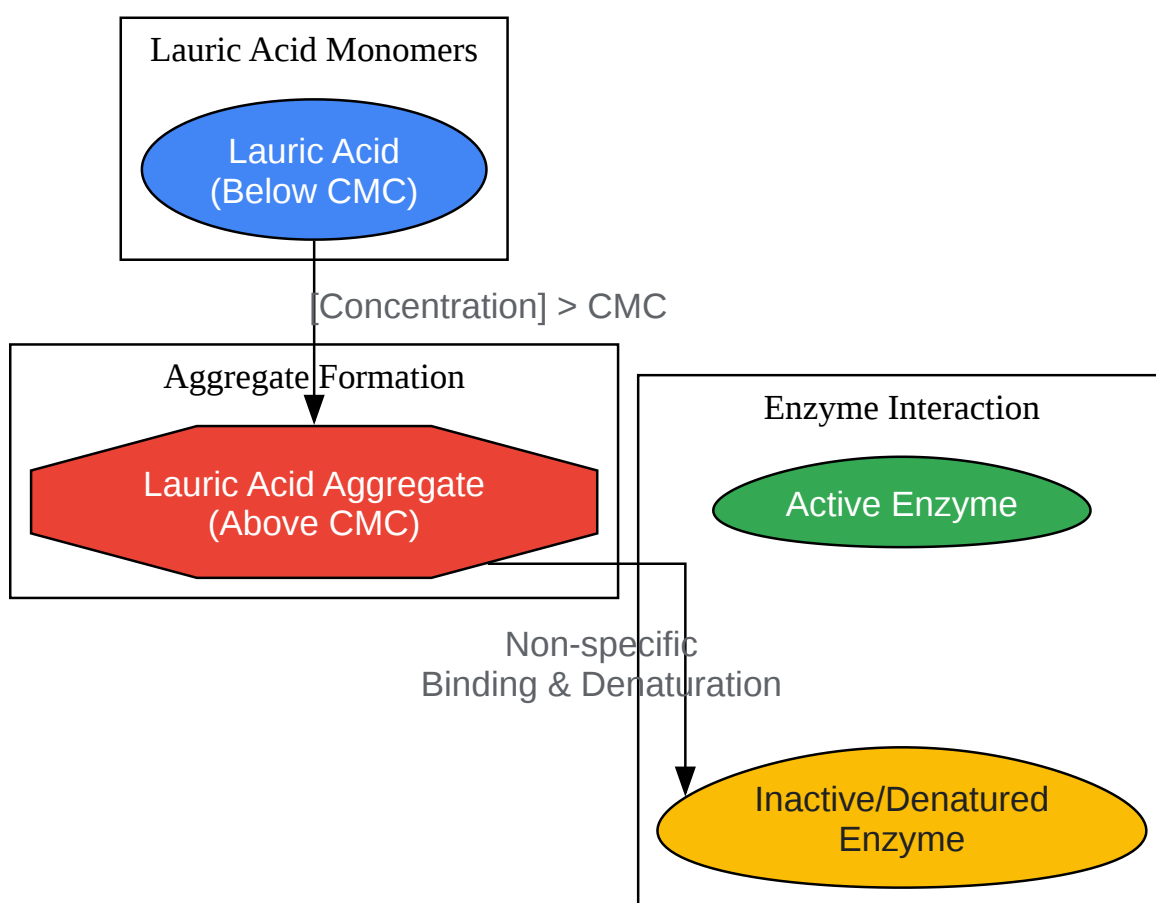 Lauric Acid Monomers
Lauric Acid
(Below CMC)
[Concentration] > CMC
Aggregate Formation
Lauric Acid Aggregate
(Above CMC)
Enzyme Interaction
Active Enzyme
Non-specific
Binding & Denaturation
Inactive/Denatured
Enzyme